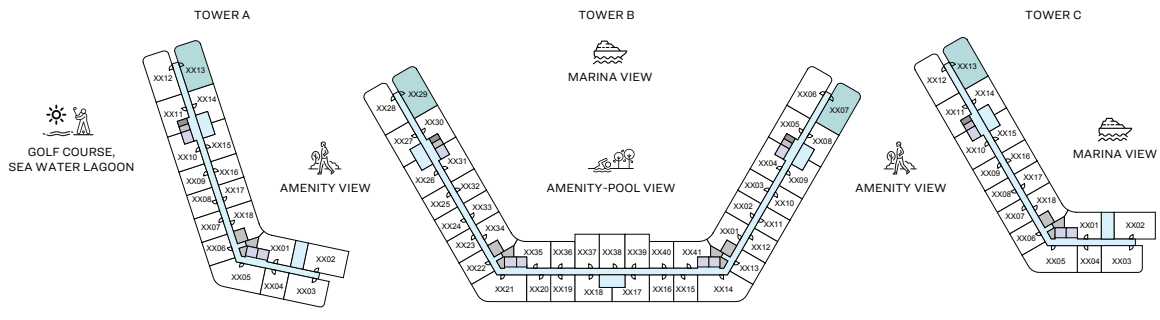 TOWER A
TOWER B
TOWER C
MARINA VIEW
GOLF COURSE,
SEA WATER LAGOON
AMENITY VIEW
AMENITY-POOL VIEW
AMENITY VIEW
MARINA VIEW
XX12
XX13
XX11
XX14
XX10
XX15
XX09
XX16
XX08
XX17
XX07
XX18
XX06
XX01
XX02
XX05
XX04
XX03
XX28
XX29
XX27
XX30
XX26
XX31
XX25
XX32
XX24
XX33
XX23
XX34
XX22
XX35
XX36
XX37
XX38
XX39
XX40
XX41
XX21
XX20
XX19
XX18
XX17
XX16
XX15
XX14
XX06
XX07
XX05
XX08
XX04
XX09
XX03
XX10
XX02
XX11
XX01
XX12
XX13
XX12
XX13
XX11
XX14
XX10
XX15
XX09
XX16
XX08
XX17
XX07
XX18
XX06
XX01
XX02
XX05
XX04
XX03